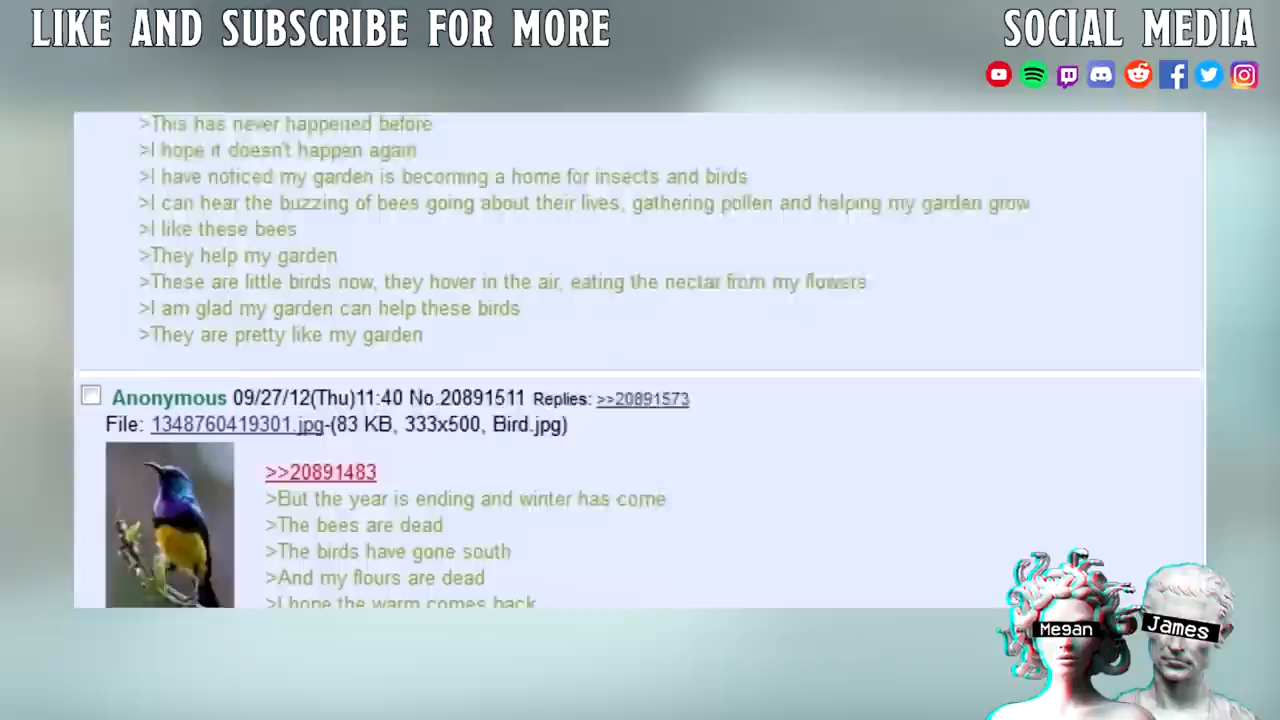 LIKE AND SUBSCRIBE FOR MORE
SOCIAL MEDIA
>This has never happened before
>I hope it doesn't happen again
>I have noticed my garden is becoming a home for insects and birds
>I can hear the buzzing of bees going about their lives, gathering pollen and helping my garden grow
>I like these bees
>They help my garden
>These are little birds now, they hover in the air, eating the nectar from my flowers
>I am glad my garden can help these birds
>They are pretty like my garden
Anonymous 09/27/12(Thu)11:40 No.20891511 Replies: >>20891573
File: 1348760419301.jpg-(83 KB, 333x500, Bird.jpg)
>>20891483
>But the year is ending and winter has come
>The bees are dead
>The birds have gone south
>And my flours are dead
>I hope the warm comes back
Megan
James